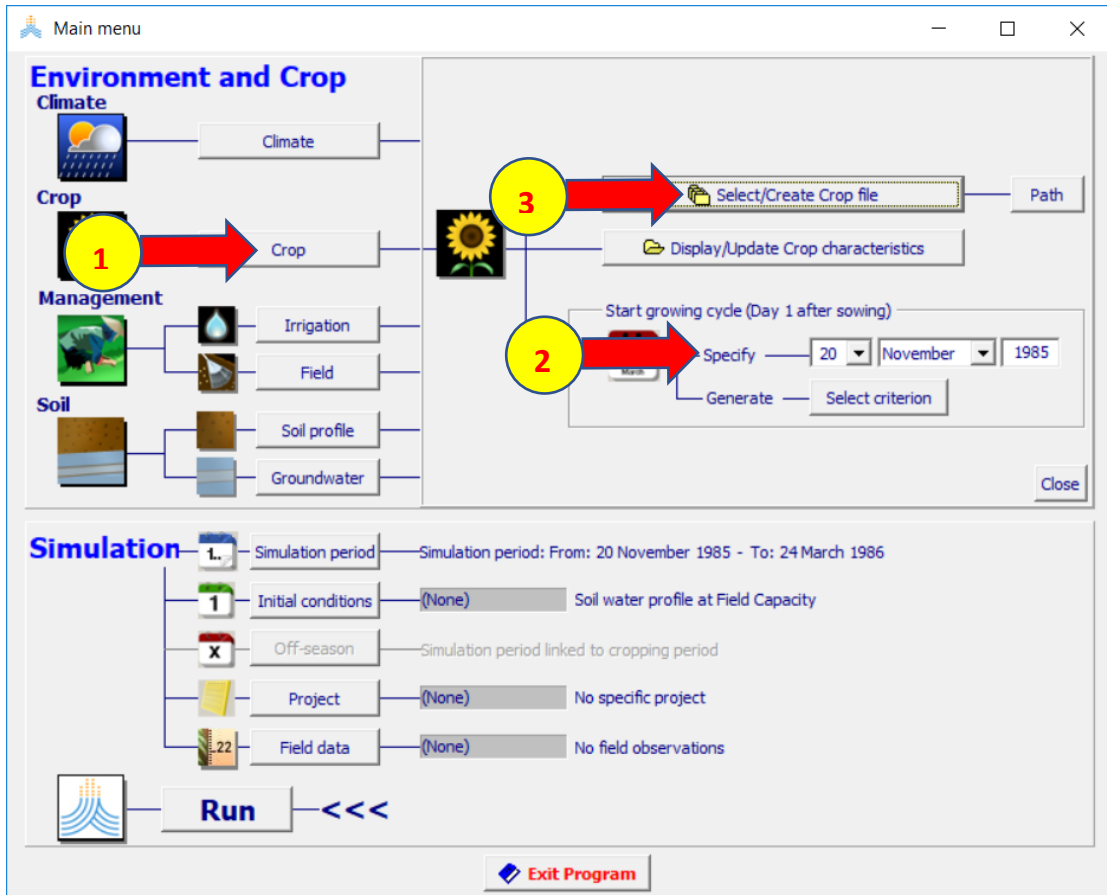 Main menu
Environment and Crop
Climate
Climate
Crop
1
Crop
Management
Irrigation
Field
Soil
Soil profile
Groundwater
3
Select/Create Crop file
Path
Display/Update Crop characteristics
Start growing cycle (Day 1 after sowing)
2
March
Specify 20 November 1985
Generate Select criterion
Close
Simulation
1.. Simulation period Simulation period: From: 20 November 1985 - To: 24 March 1986
1 Initial conditions (None) Soil water profile at Field Capacity
X Off-season Simulation period linked to cropping period
Project (None) No specific project
..22 Field data (None) No field observations
Run <<<
Exit Program